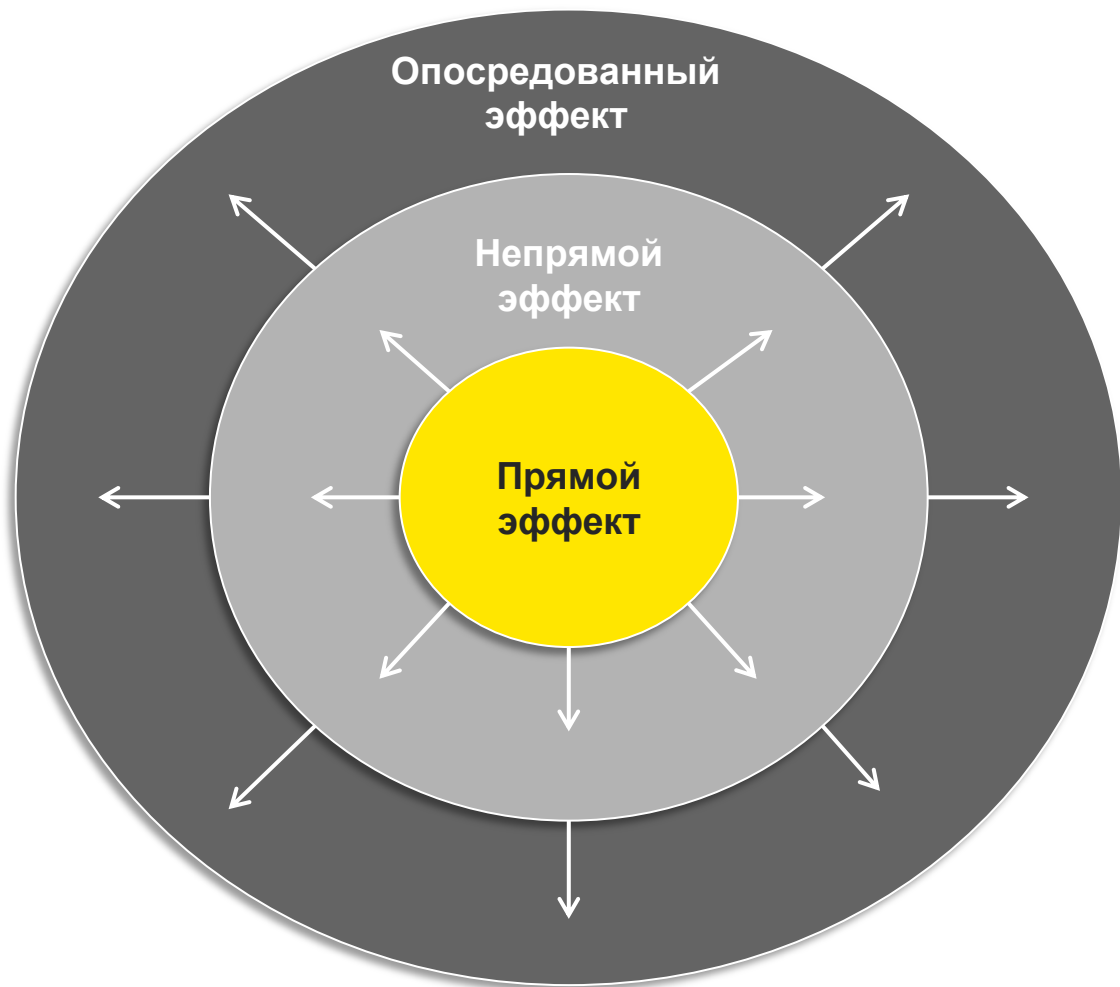 Опосредованный
эффект
Непрямой
эффект
Прямой
эффект